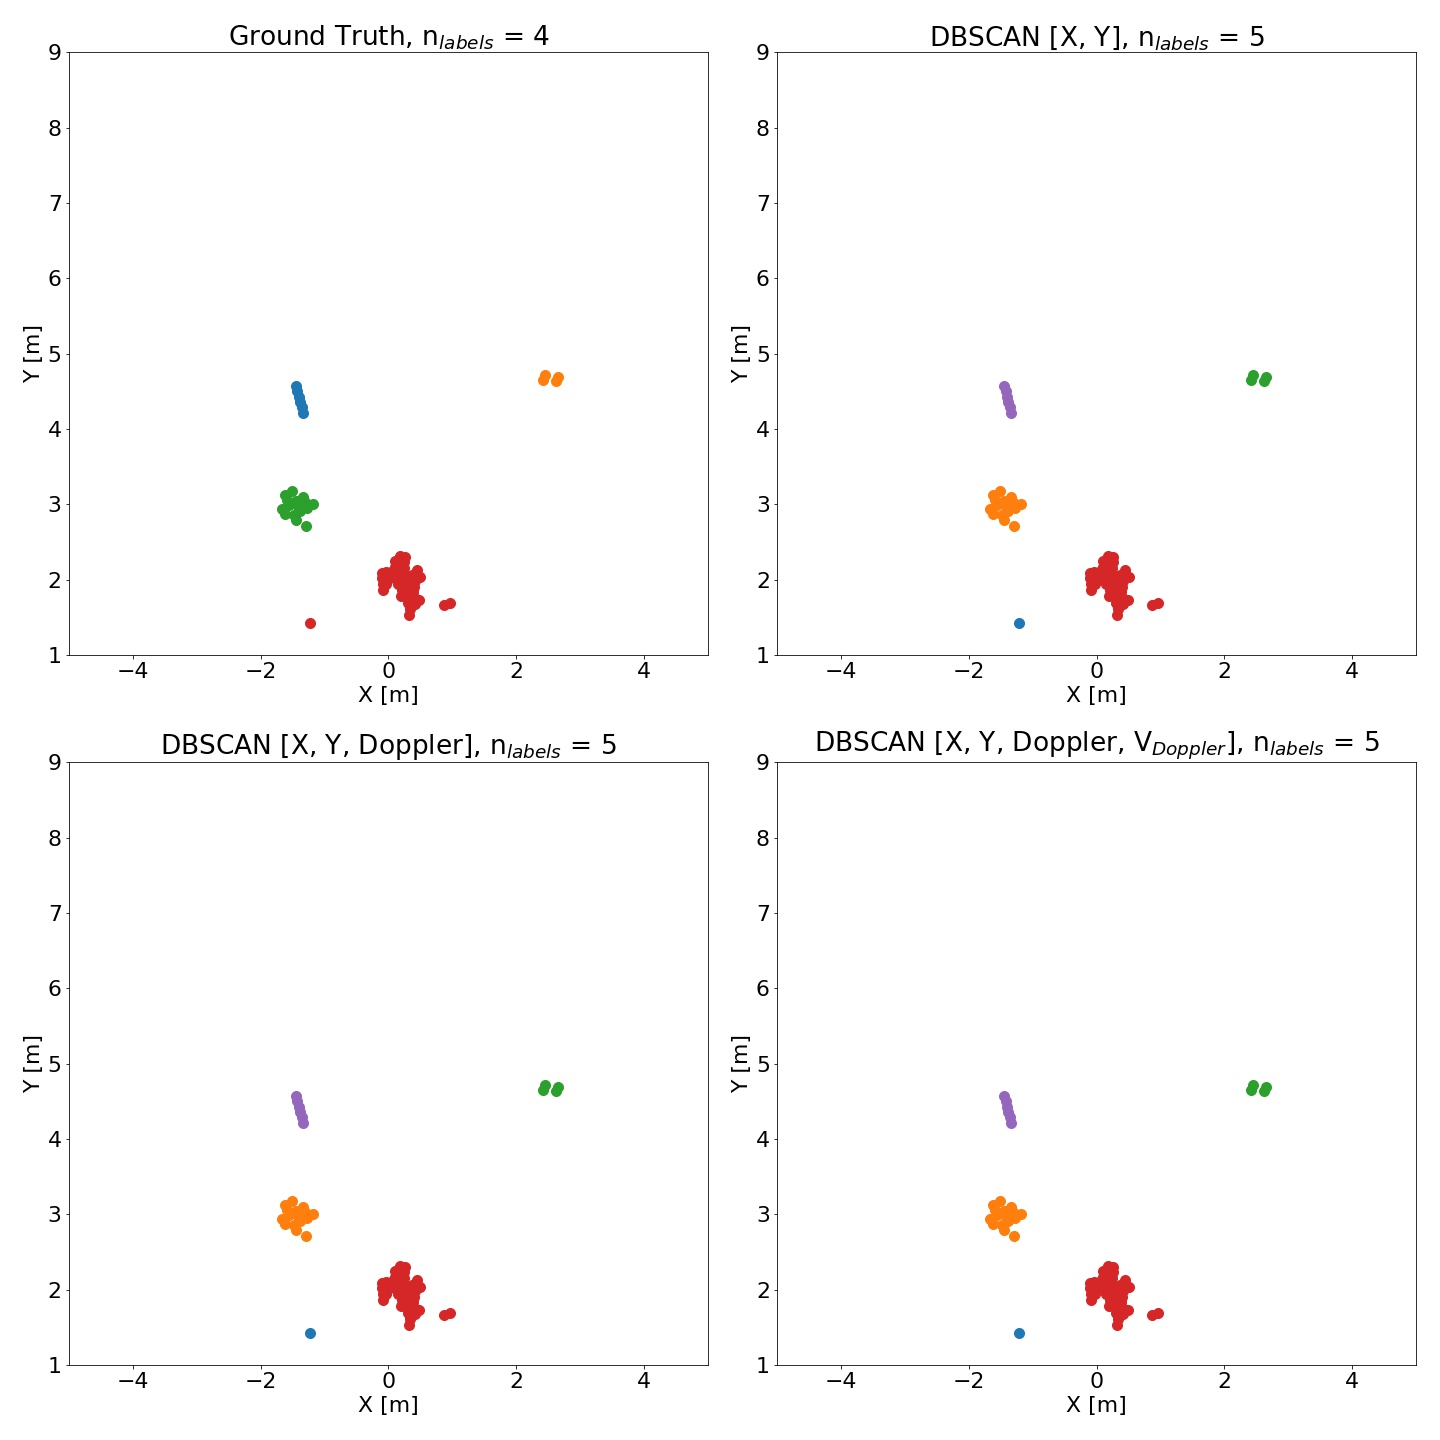 Ground Truth, n_labels = 4
9
8
7
6
5
4
3
2
1
Y [m]
−4 −2 0 2 4
X [m]
DBSCAN [X, Y], n_labels = 5
9
8
7
6
5
4
3
2
1
Y [m]
−4 −2 0 2 4
X [m]
DBSCAN [X, Y, Doppler], n_labels = 5
9
8
7
6
5
4
3
2
1
Y [m]
−4 −2 0 2 4
X [m]
DBSCAN [X, Y, Doppler, V_Doppler], n_labels = 5
9
8
7
6
5
4
3
2
1
Y [m]
−4 −2 0 2 4
X [m]